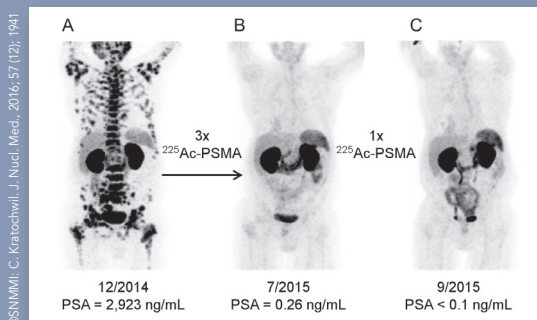 ©SNMMI: C. Kratochwil. J. Nucl. Med., 2016; 57 (12); 1941
A
B
C
3x
²²⁵Ac-PSMA
1x
²²⁵Ac-PSMA
12/2014
PSA = 2,923 ng/mL
7/2015
PSA = 0.26 ng/mL
9/2015
PSA < 0.1 ng/mL